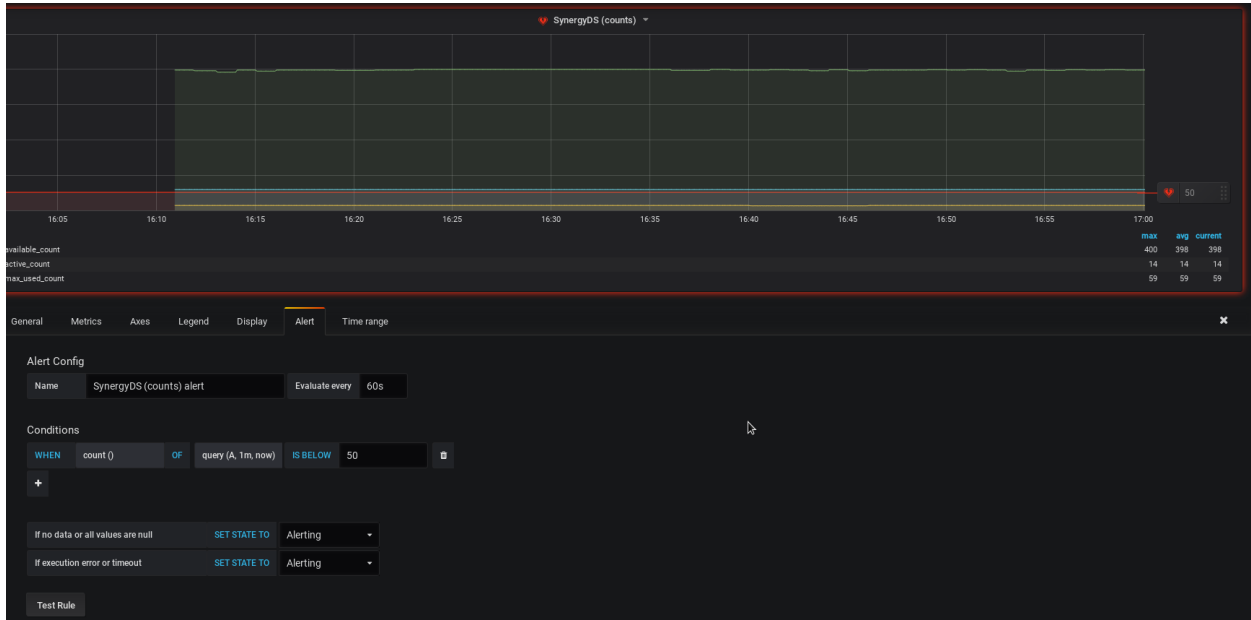 SynergyDS (counts)
50
16:05 16:10 16:15 16:20 16:25 16:30 16:35 16:40 16:45 16:50 16:55 17:00
max avg current
available_count 400 398 398
active_count 14 14 14
max_used_count 59 59 59
General Metrics Axes Legend Display Alert Time range
Alert Config
Name SynergyDS (counts) alert Evaluate every 60s
Conditions
WHEN count () OF query (A, 1m, now) IS BELOW 50
If no data or all values are null SET STATE TO Alerting
If execution error or timeout SET STATE TO Alerting
Test Rule